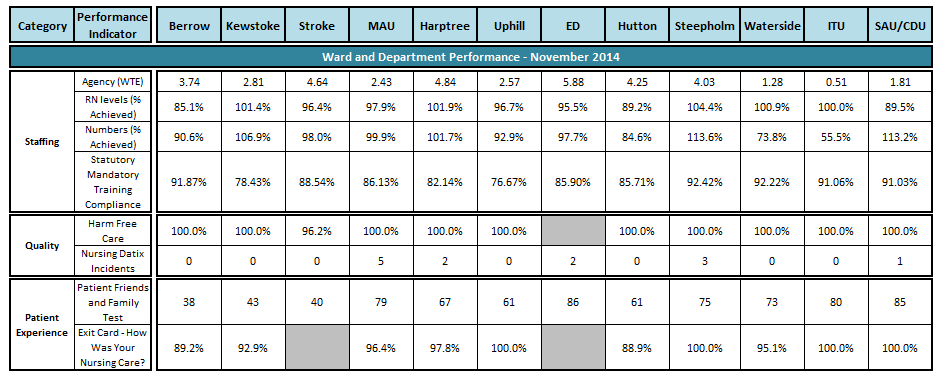 Category Performance Indicator Berrow Kewstoke Stroke MAU Harptree Uphill ED Hutton Steepholm Waterside ITU SAU/CDU
Ward and Department Performance - November 2014
Staffing
Agency (WTE) 3.74 2.81 4.64 2.43 4.84 2.57 5.88 4.25 4.03 1.28 0.51 1.81
RN levels (% Achieved) 85.1% 101.4% 96.4% 97.9% 101.9% 96.7% 95.5% 89.2% 104.4% 100.9% 100.0% 89.5%
Numbers (% Achieved) 90.6% 106.9% 98.0% 99.9% 101.7% 92.9% 97.7% 84.6% 113.6% 73.8% 55.5% 113.2%
Statutory Mandatory Training Compliance 91.87% 78.43% 88.54% 86.13% 82.14% 76.67% 85.90% 85.71% 92.42% 92.22% 91.06% 91.03%
Quality
Harm Free Care 100.0% 100.0% 96.2% 100.0% 100.0% 100.0% 100.0% 100.0% 100.0% 100.0% 100.0%
Nursing Datix Incidents 0 0 0 5 2 0 2 0 3 0 0 1
Patient Experience
Patient Friends and Family Test 38 43 40 79 67 61 86 61 75 73 80 85
Exit Card - How Was Your Nursing Care? 89.2% 92.9% 96.4% 97.8% 100.0% 88.9% 100.0% 95.1% 100.0% 100.0%